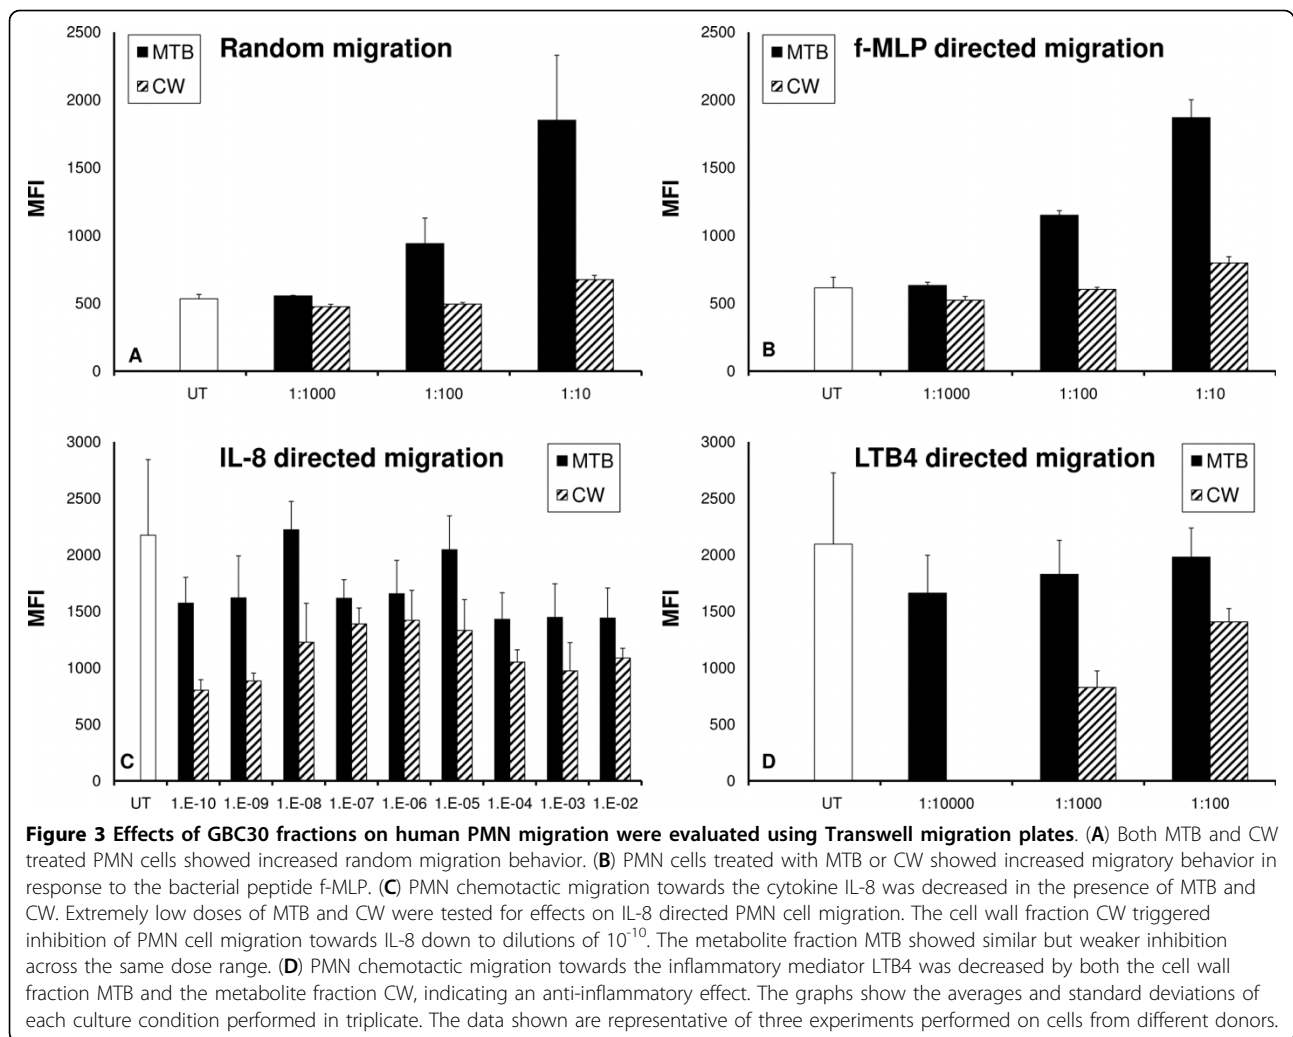 Random migration
MTB
CW
2500
2000
1500
1000
500
0
MFI
A
UT 1:1000 1:100 1:10
f-MLP directed migration
MTB
CW
2500
2000
1500
1000
500
0
MFI
B
UT 1:1000 1:100 1:10
IL-8 directed migration
MTB
CW
3000
2500
2000
1500
1000
500
0
MFI
C
UT 1.E-10 1.E-09 1.E-08 1.E-07 1.E-06 1.E-05 1.E-04 1.E-03 1.E-02
LTB4 directed migration
MTB
CW
3000
2500
2000
1500
1000
500
0
MFI
D
UT 1:10000 1:1000 1:100
Figure 3 Effects of GBC30 fractions on human PMN migration were evaluated using Transwell migration plates. (A) Both MTB and CW
treated PMN cells showed increased random migration behavior. (B) PMN cells treated with MTB or CW showed increased migratory behavior in
response to the bacterial peptide f-MLP. (C) PMN chemotactic migration towards the cytokine IL-8 was decreased in the presence of MTB and
CW. Extremely low doses of MTB and CW were tested for effects on IL-8 directed PMN cell migration. The cell wall fraction CW triggered
inhibition of PMN cell migration towards IL-8 down to dilutions of 10⁻¹⁰. The metabolite fraction MTB showed similar but weaker inhibition
across the same dose range. (D) PMN chemotactic migration towards the inflammatory mediator LTB4 was decreased by both the cell wall
fraction MTB and the metabolite fraction CW, indicating an anti-inflammatory effect. The graphs show the averages and standard deviations of
each culture condition performed in triplicate. The data shown are representative of three experiments performed on cells from different donors.